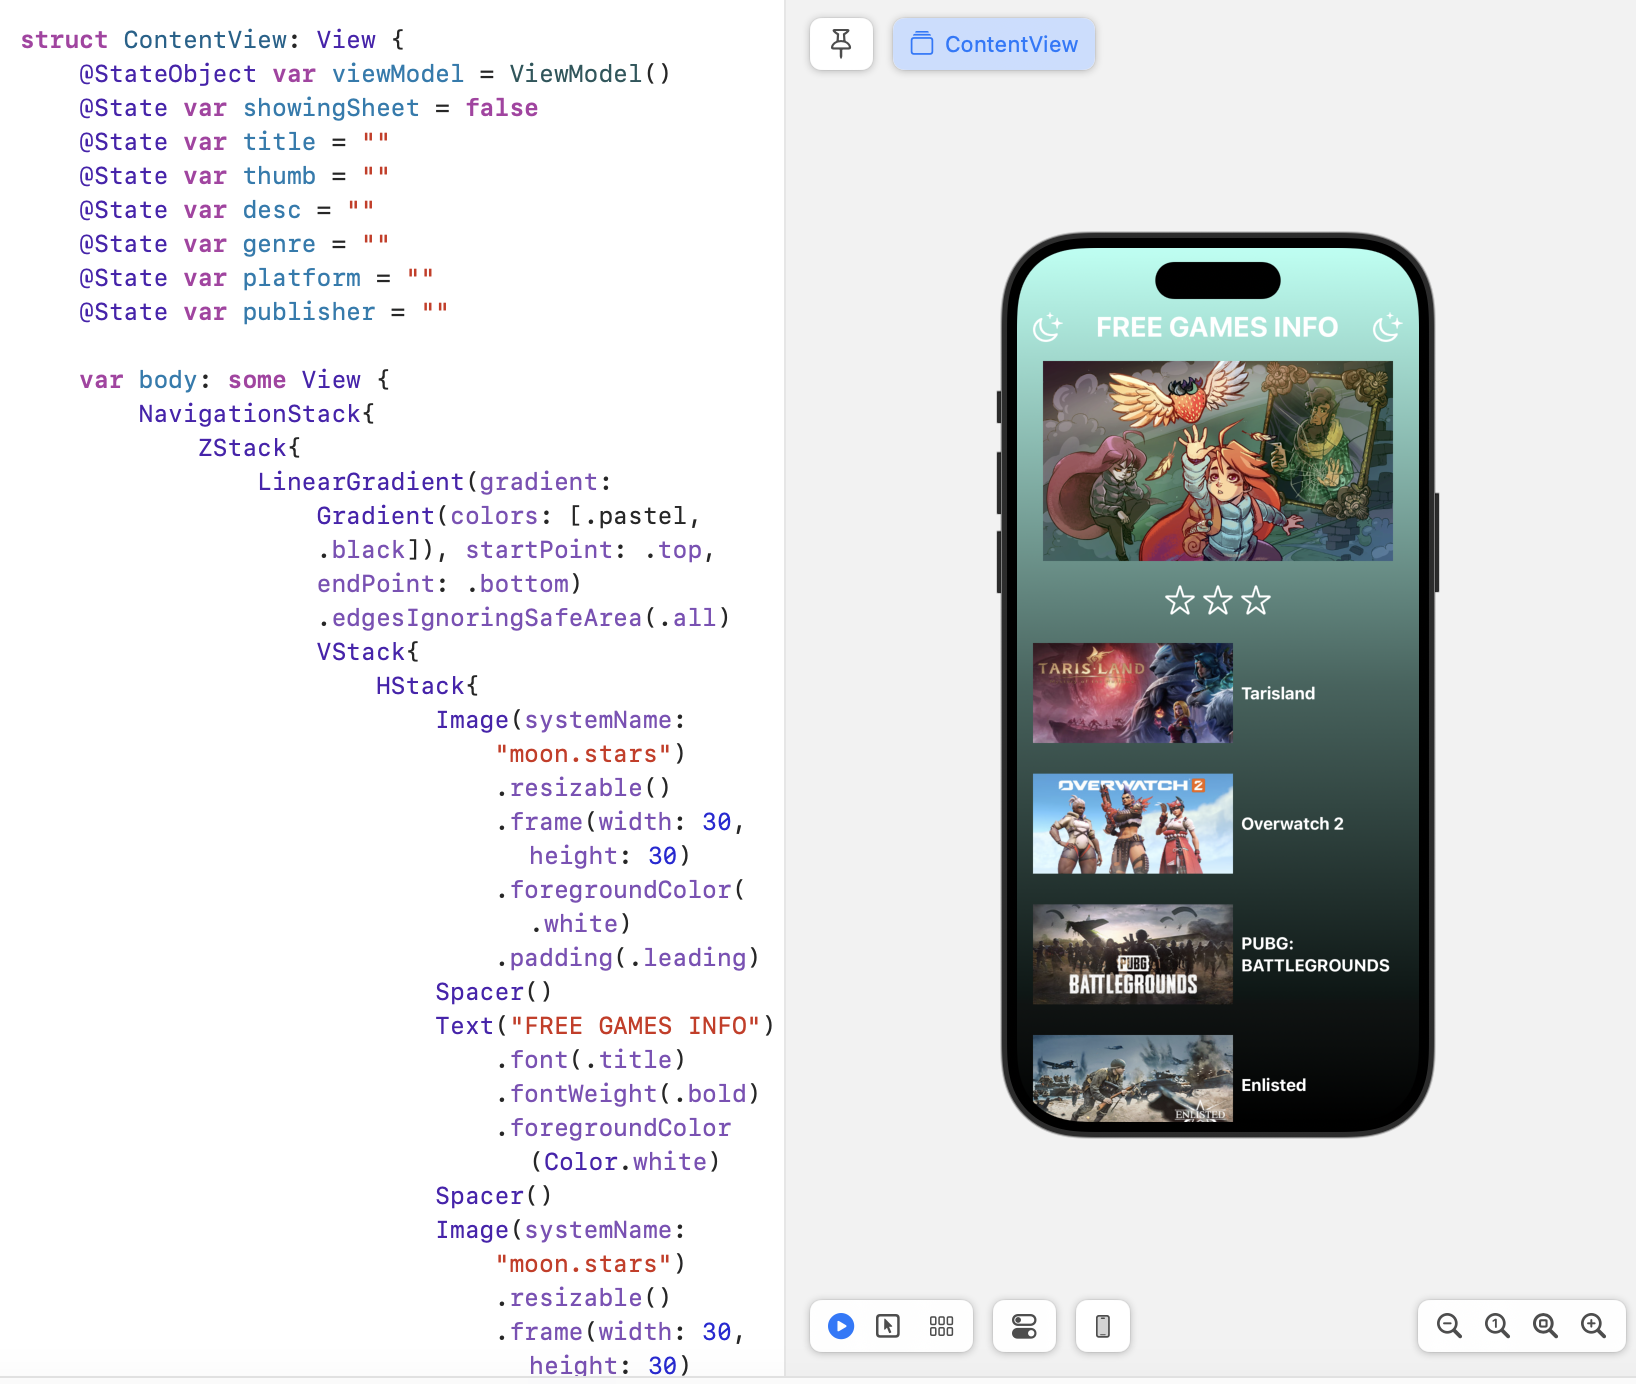 struct ContentView: View {
@StateObject var viewModel = ViewModel()
@State var showingSheet = false
@State var title = ""
@State var thumb = ""
@State var desc = ""
@State var genre = ""
@State var platform = ""
@State var publisher = ""
var body: some View {
NavigationStack{
ZStack{
LinearGradient(gradient:
Gradient(colors: [.pastel,
.black]), startPoint: .top,
endPoint: .bottom)
.edgesIgnoringSafeArea(.all)
VStack{
HStack{
Image(systemName:
"moon.stars")
.resizable()
.frame(width: 30,
height: 30)
.foregroundColor(
.white)
.padding(.leading)
Spacer()
Text("FREE GAMES INFO")
.font(.title)
.fontWeight(.bold)
.foregroundColor
(Color.white)
Spacer()
Image(systemName:
"moon.stars")
.resizable()
.frame(width: 30,
height: 30)
ContentView
FREE GAMES INFO
TARISLAND
Tarisland
OVERWATCH 2
Overwatch 2
PUBG
BATTLEGROUNDS
PUBG:
BATTLEGROUNDS
ENLISTED
Enlisted
1